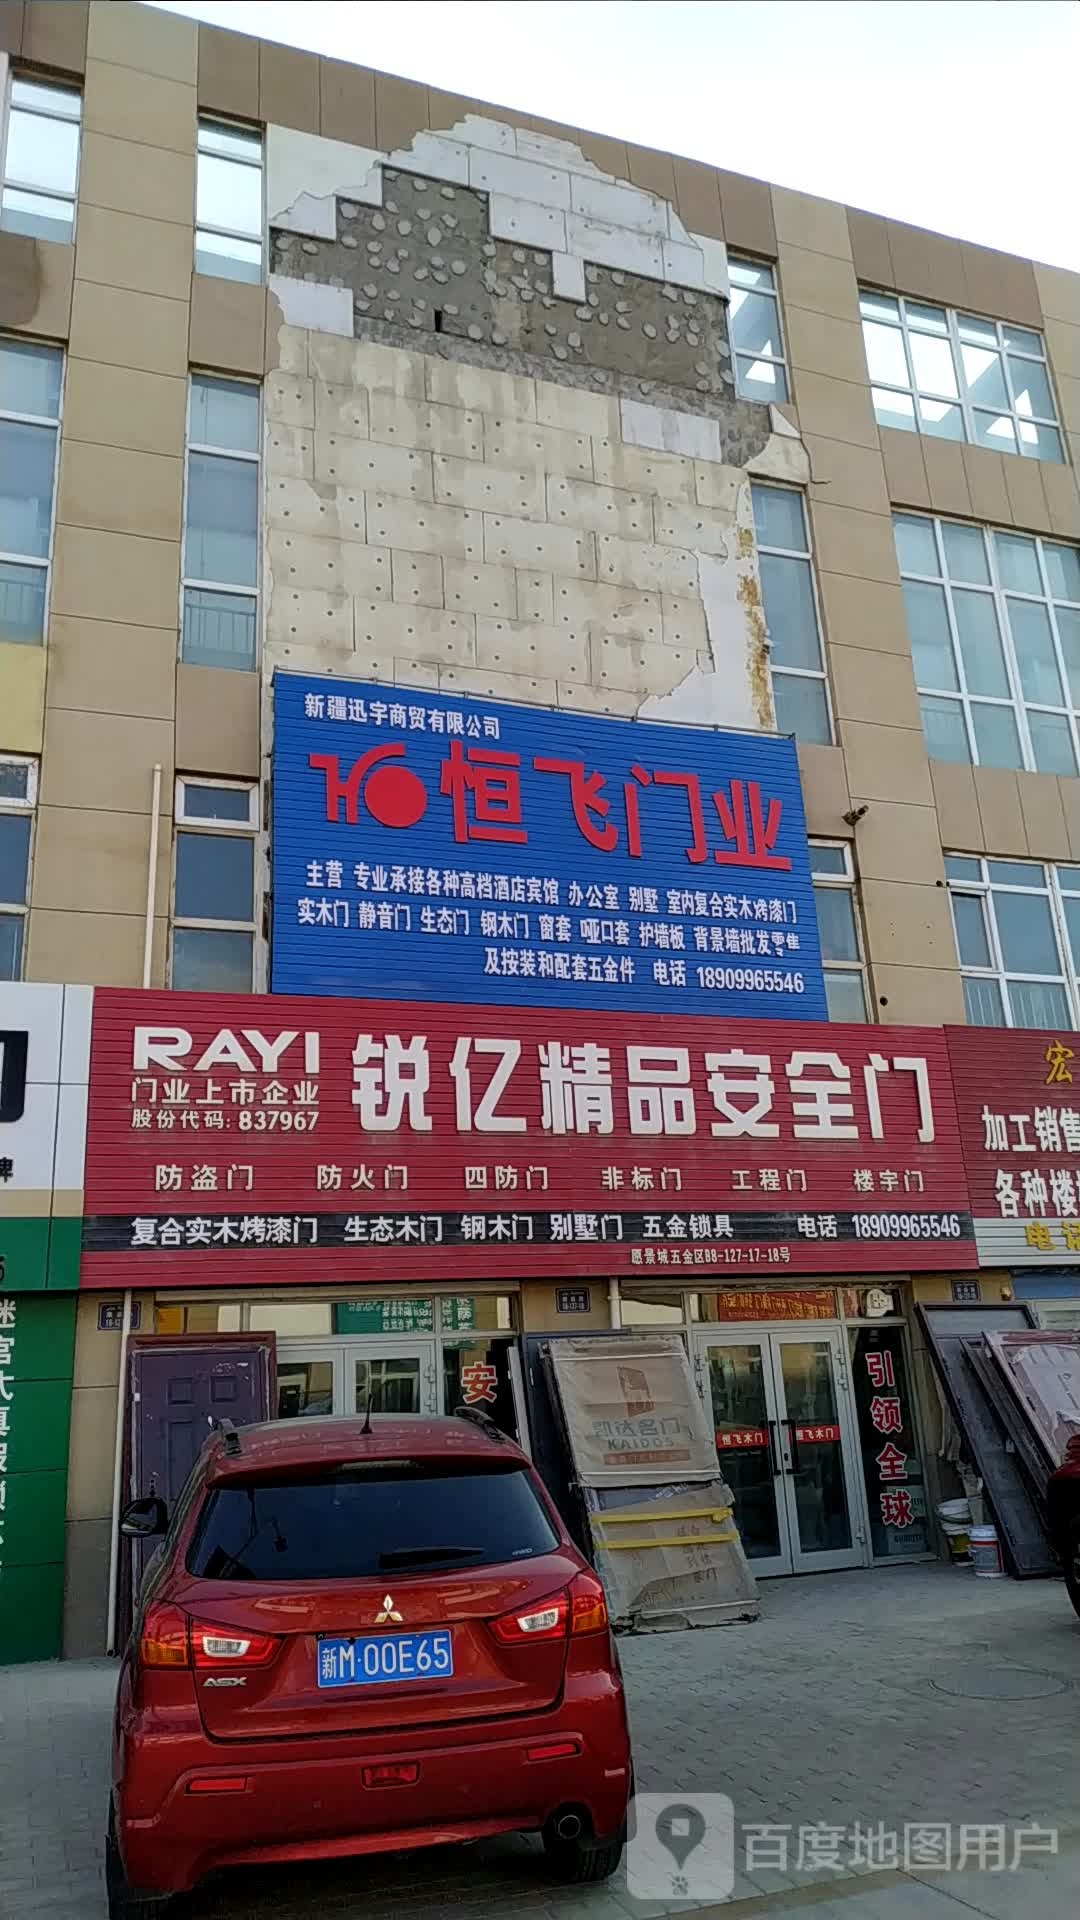 新疆迅宇商贸有限公司
恒飞门业
主营 专业承接各种高档酒店宾馆 办公室 别墅 室内复合实木烤漆门
实木门 静音门 生态门 钢木门 窗套 哑口套 护墙板 背景墙批发零售
及按装和配套五金件 电话 18909965546
RAYI
门业上市企业
股份代码: 837967
锐亿精品安全门
防盗门 防火门 四防门 非标门 工程门 楼宇门
复合实木烤漆门 生态木门 钢木门 别墅门 五金锁具 电话 18909965546
愿景城五金区B8-127-17-18号
宏
加工销售
各种楼
电话
安
凯达名门
KAIDOS
恒飞木门
恒飞木门
引领全球
新M·00E65
ASX
4WD
百度地图用户